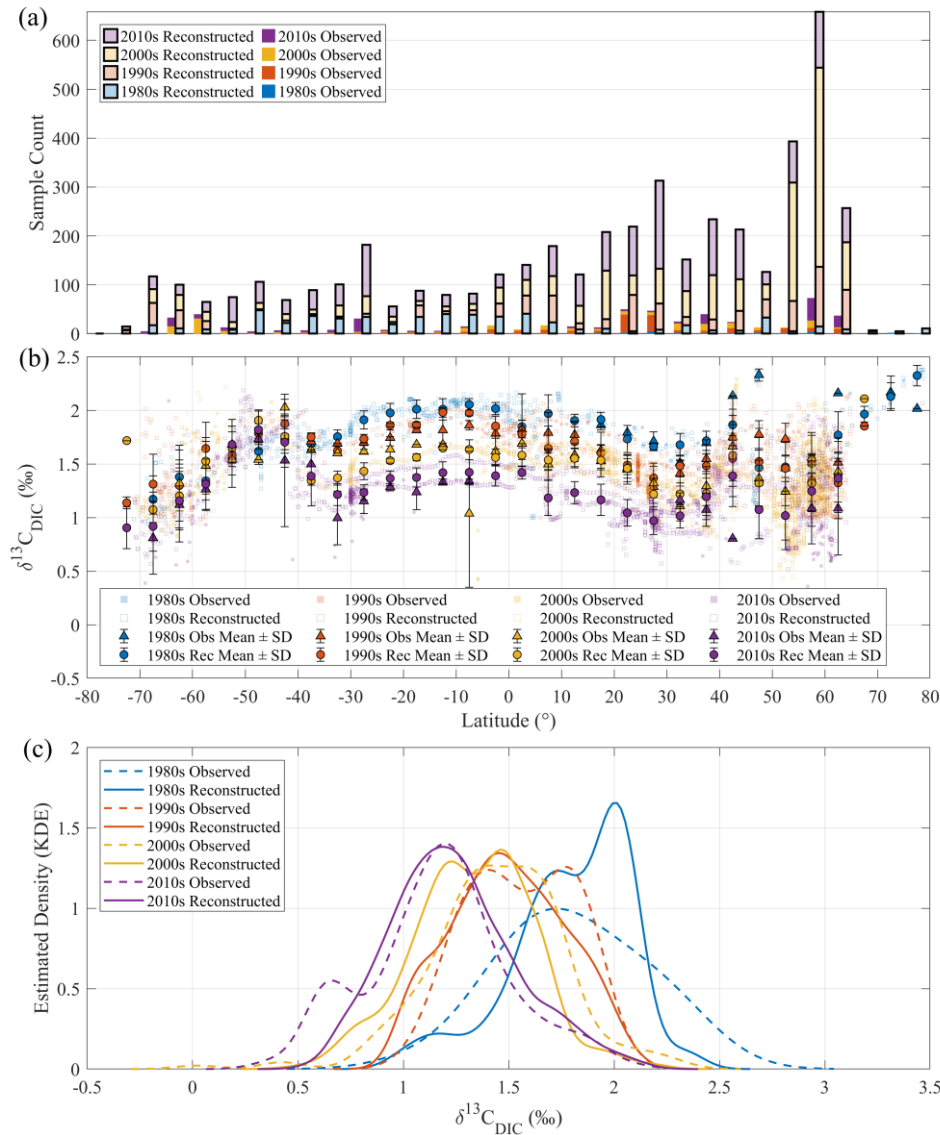 (a)
2010s Reconstructed 2010s Observed
2000s Reconstructed 2000s Observed
1990s Reconstructed 1990s Observed
1980s Reconstructed 1980s Observed
Sample Count
600
500
400
300
200
100
0
(b)
δ¹³C_DIC (‰)
2.5
2
1.5
1
0.5
0
-0.5
1980s Observed 1990s Observed 2000s Observed 2010s Observed
1980s Reconstructed 1990s Reconstructed 2000s Reconstructed 2010s Reconstructed
1980s Obs Mean ± SD 1990s Obs Mean ± SD 2000s Obs Mean ± SD 2010s Obs Mean ± SD
1980s Rec Mean ± SD 1990s Rec Mean ± SD 2000s Rec Mean ± SD 2010s Rec Mean ± SD
-80 -70 -60 -50 -40 -30 -20 -10 0 10 20 30 40 50 60 70 80
Latitude (°)
(c)
1980s Observed
1980s Reconstructed
1990s Observed
1990s Reconstructed
2000s Observed
2000s Reconstructed
2010s Observed
2010s Reconstructed
Estimated Density (KDE)
2
1.5
1
0.5
0
-0.5 0 0.5 1 1.5 2 2.5 3 3.5
δ¹³C_DIC (‰)